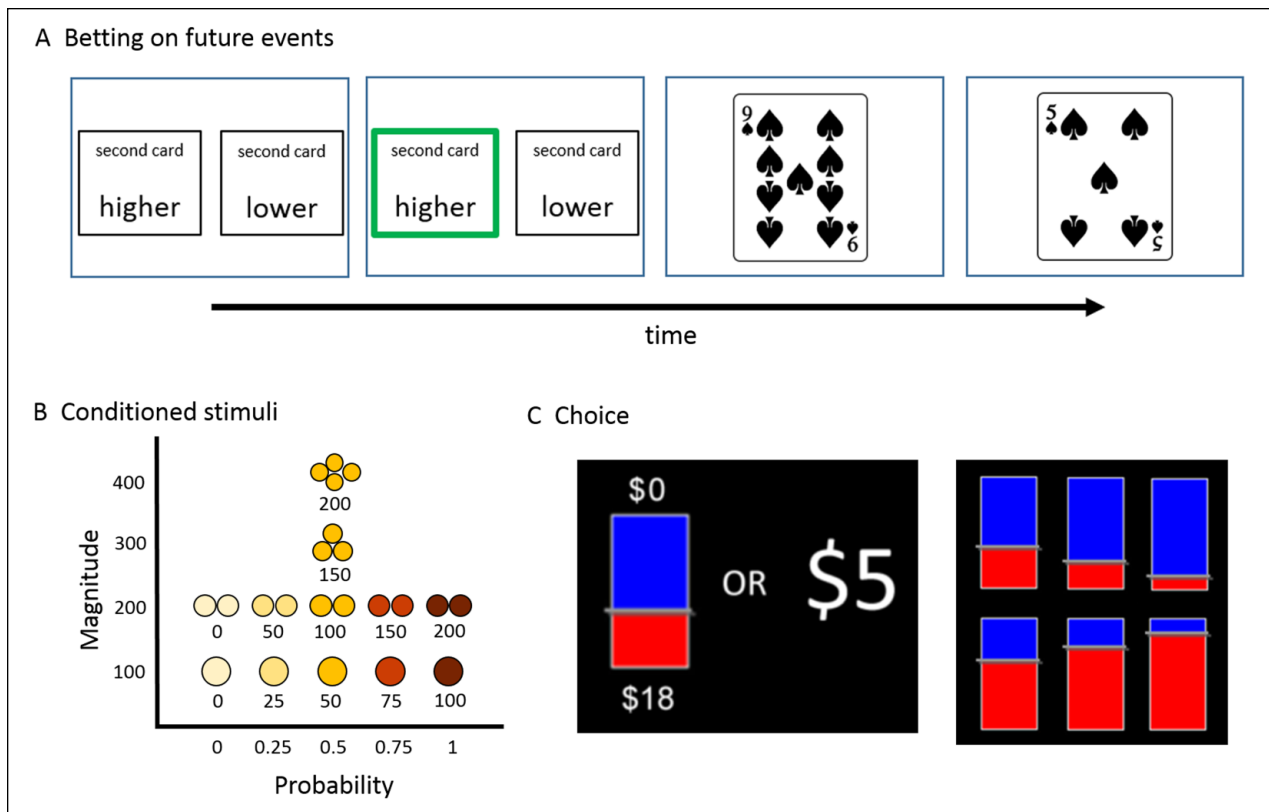 A Betting on future events
second card
higher
second card
lower
second card
higher
second card
lower
9
9
5
5
time
B Conditioned stimuli
Magnitude
400
300
200
100
200
150
0
50
100
150
200
0
25
50
75
100
0
0.25
0.5
0.75
1
Probability
C Choice
$0
OR
$5
$18